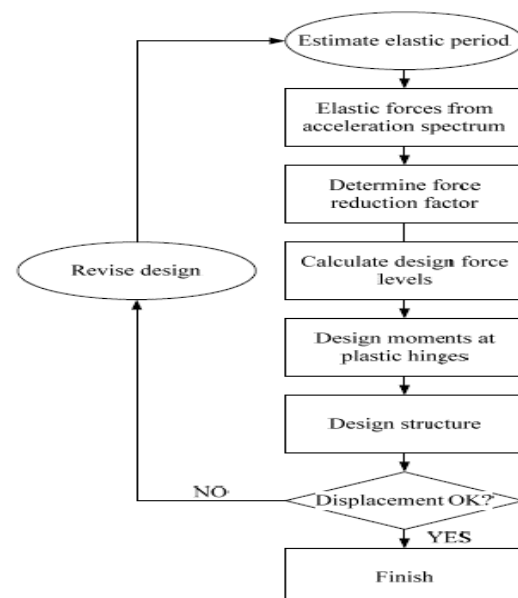 Estimate elastic period
Elastic forces from
acceleration spectrum
Determine force
reduction factor
Revise design
Calculate design force
levels
Design moments at
plastic hinges
Design structure
NO
Displacement OK?
YES
Finish